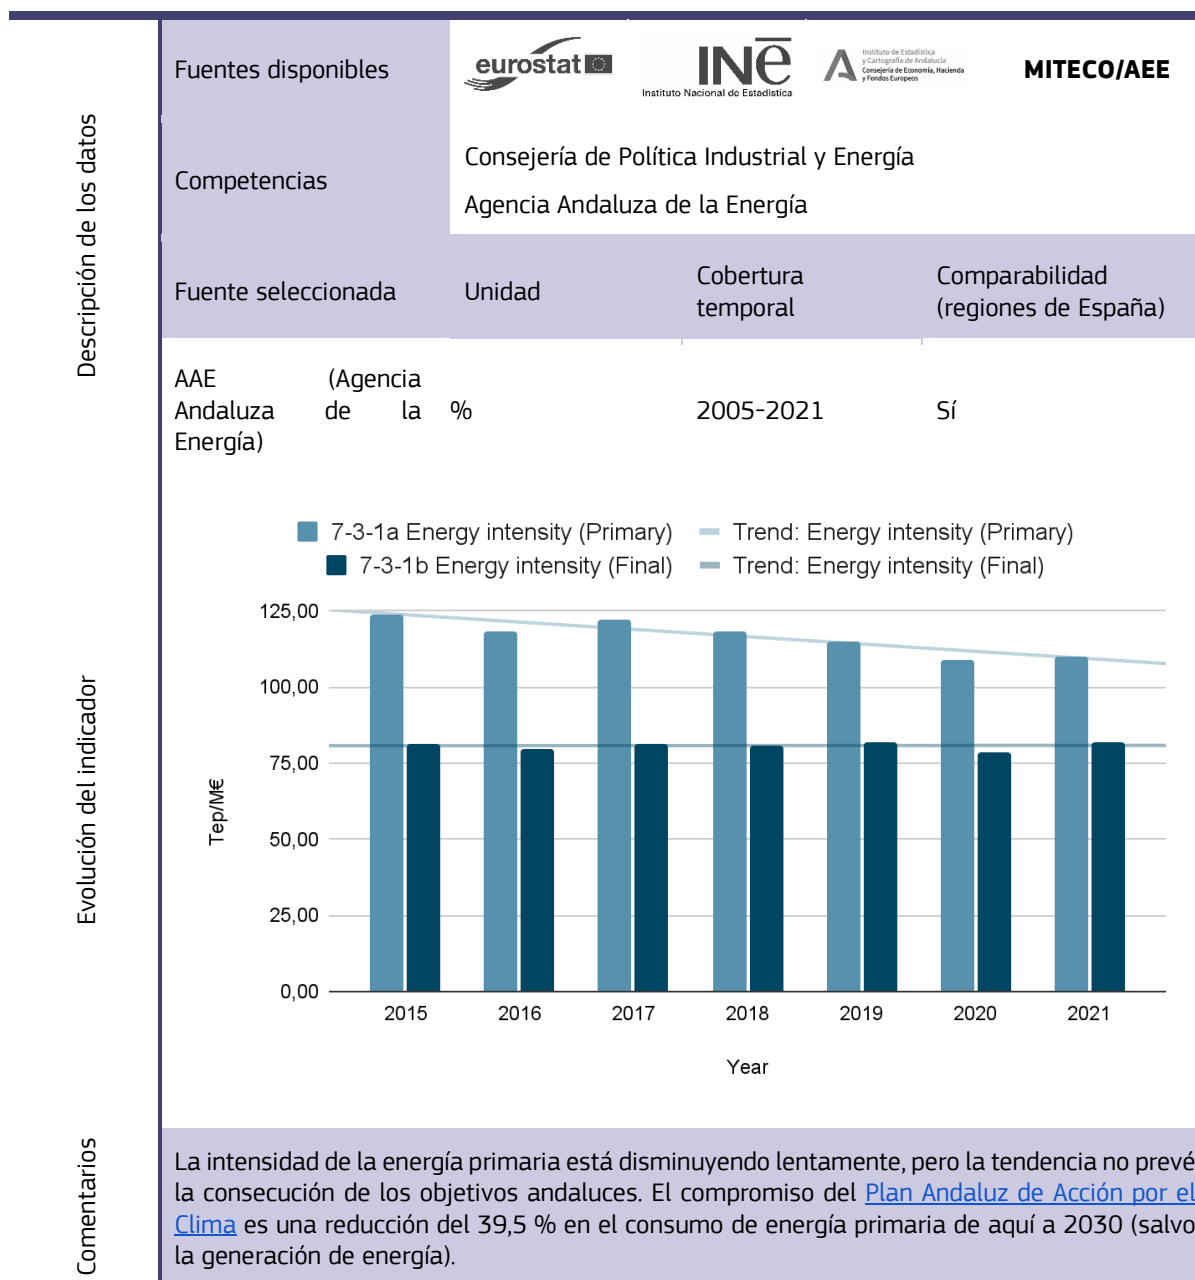 Descripción de los datos
Fuentes disponibles
eurostat
INe
Instituto Nacional de Estadística
Instituto de Estadística
y Cartografía de Andalucía
Consejería de Economía, Hacienda
y Fondos Europeos
MITECO/AEE
Competencias
Consejería de Política Industrial y Energía
Agencia Andaluza de la Energía
Fuente seleccionada
Unidad
Cobertura
temporal
Comparabilidad
(regiones de España)
AAE (Agencia
Andaluza de la
Energía)
%
2005-2021
Sí
Evolución del indicador
7-3-1a Energy intensity (Primary)
Trend: Energy intensity (Primary)
7-3-1b Energy intensity (Final)
Trend: Energy intensity (Final)
Tep/M€
125,00
100,00
75,00
50,00
25,00
0,00
2015 2016 2017 2018 2019 2020 2021
Year
Comentarios
La intensidad de la energía primaria está disminuyendo lentamente, pero la tendencia no prevé
la consecución de los objetivos andaluces. El compromiso del Plan Andaluz de Acción por el
Clima es una reducción del 39,5 % en el consumo de energía primaria de aquí a 2030 (salvo
la generación de energía).